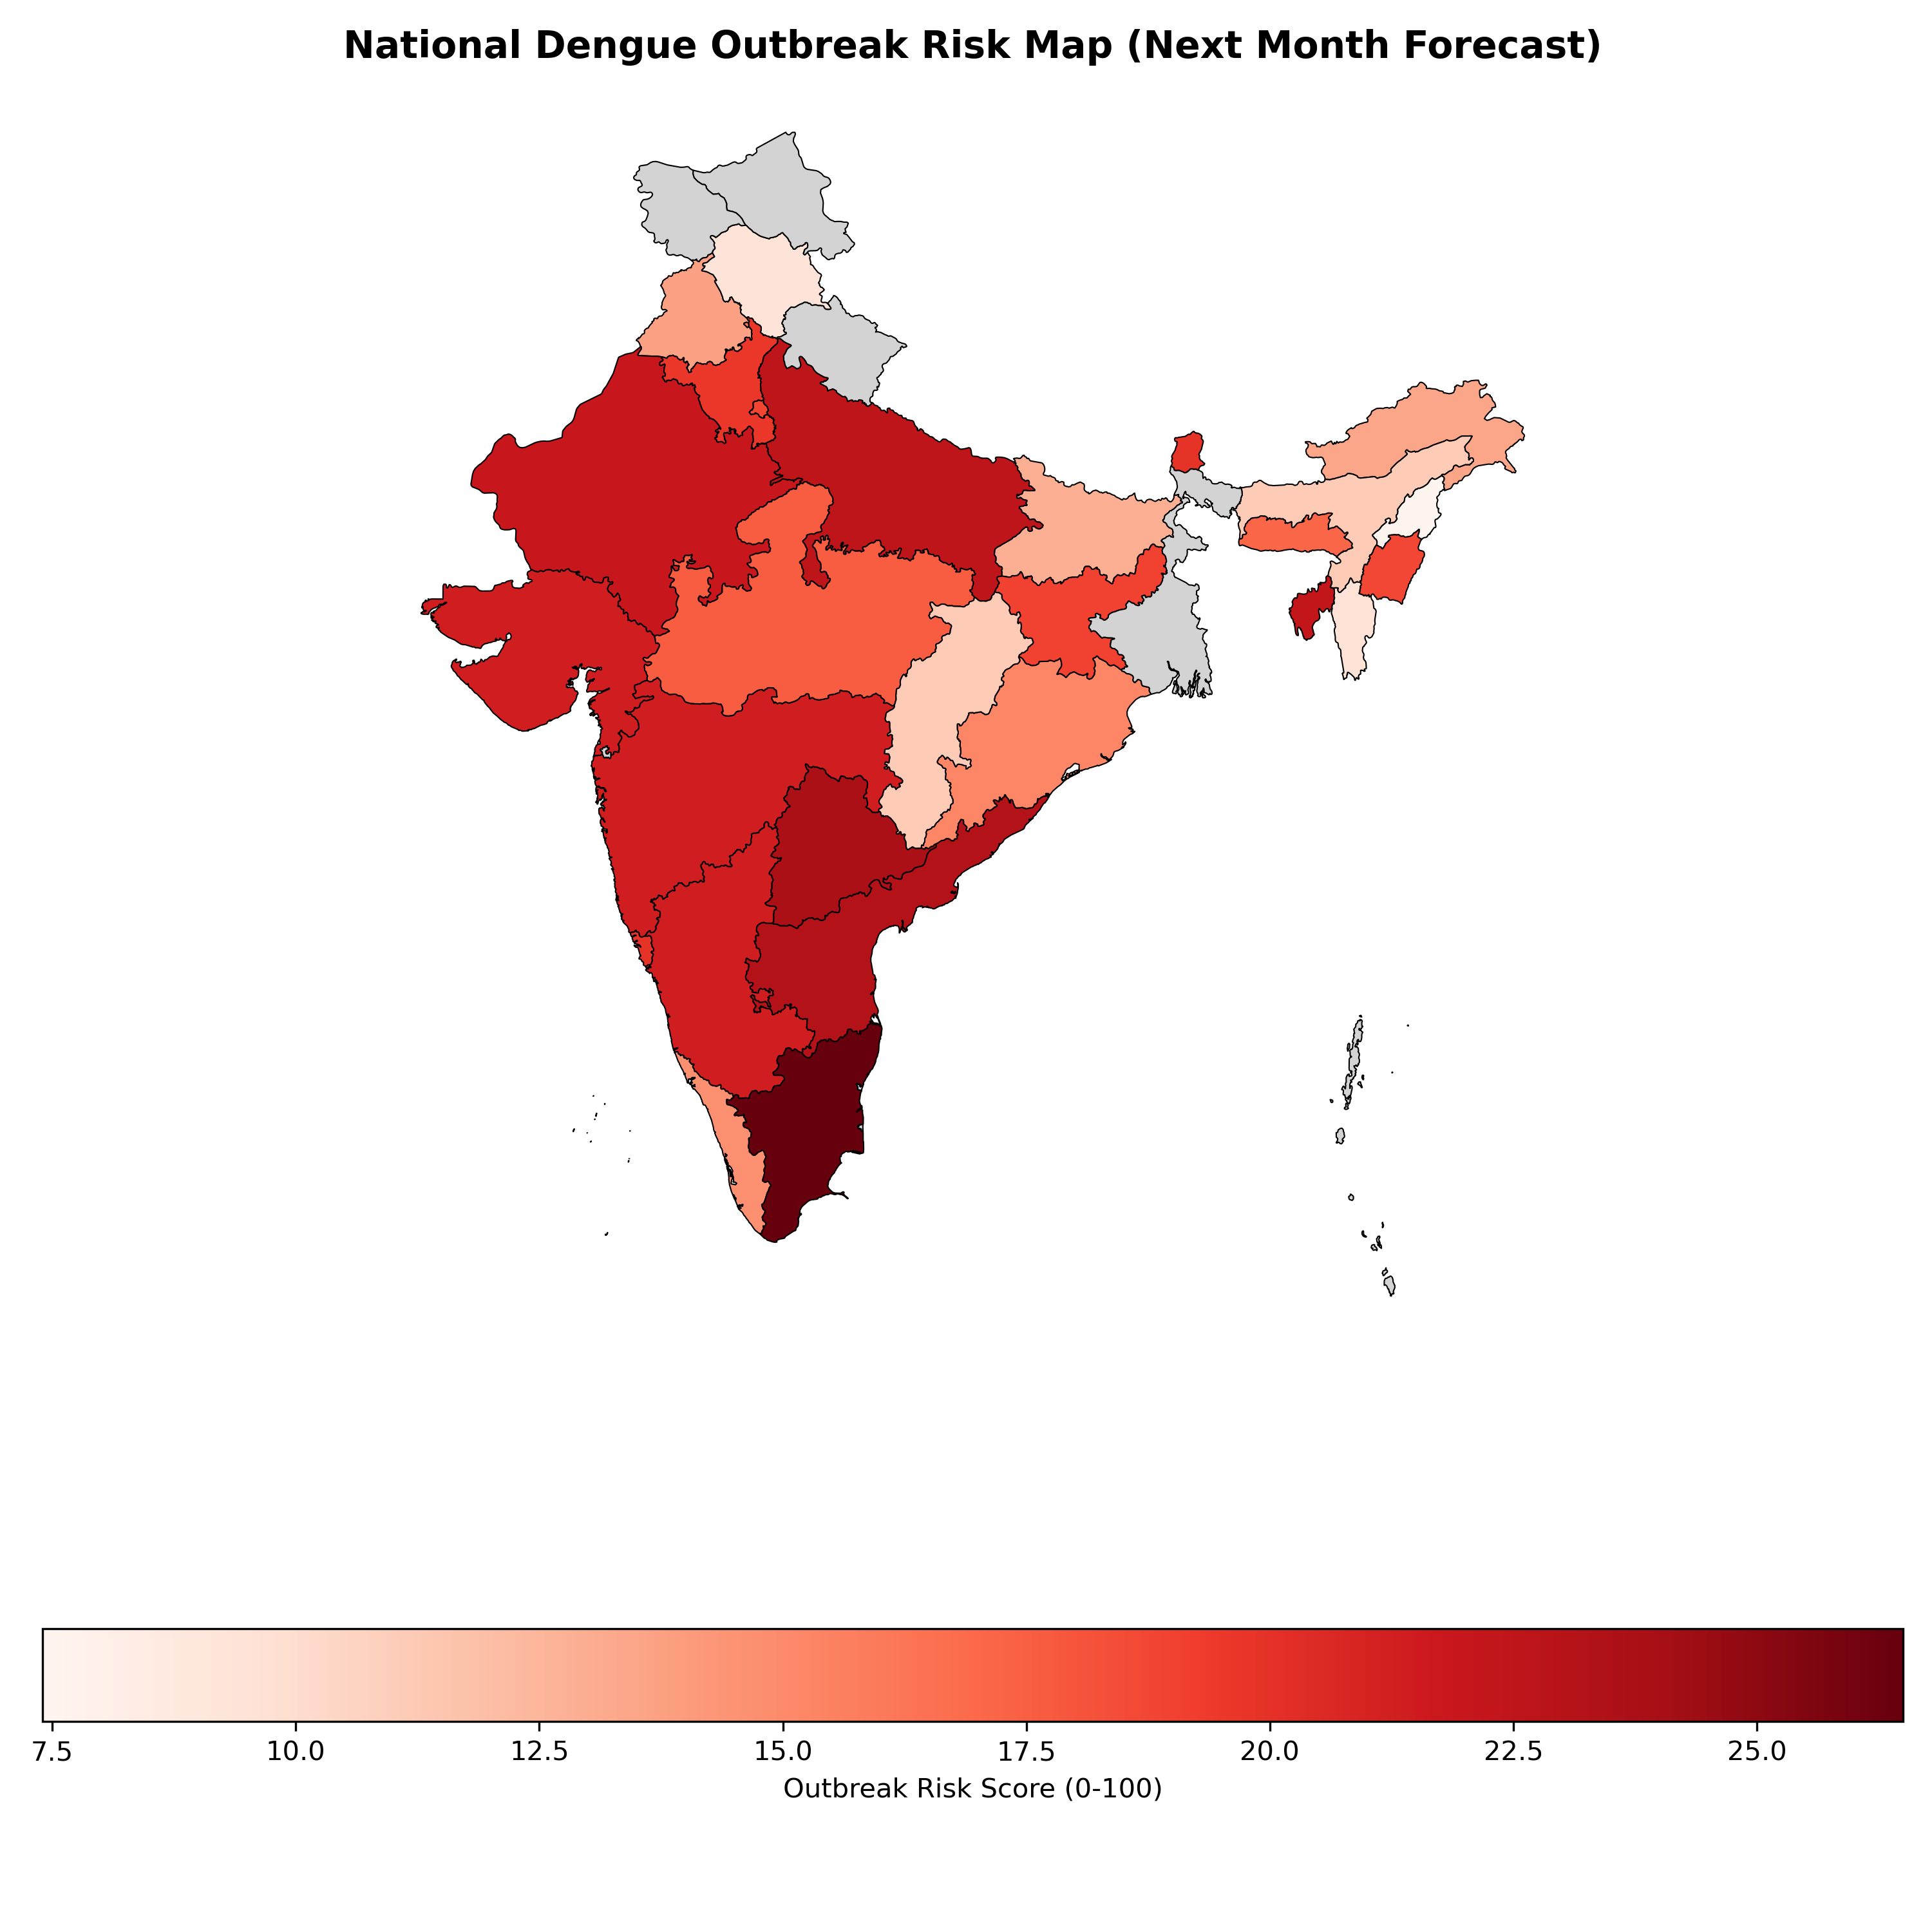 National Dengue Outbreak Risk Map (Next Month Forecast)
7.5 10.0 12.5 15.0 17.5 20.0 22.5 25.0
Outbreak Risk Score (0-100)